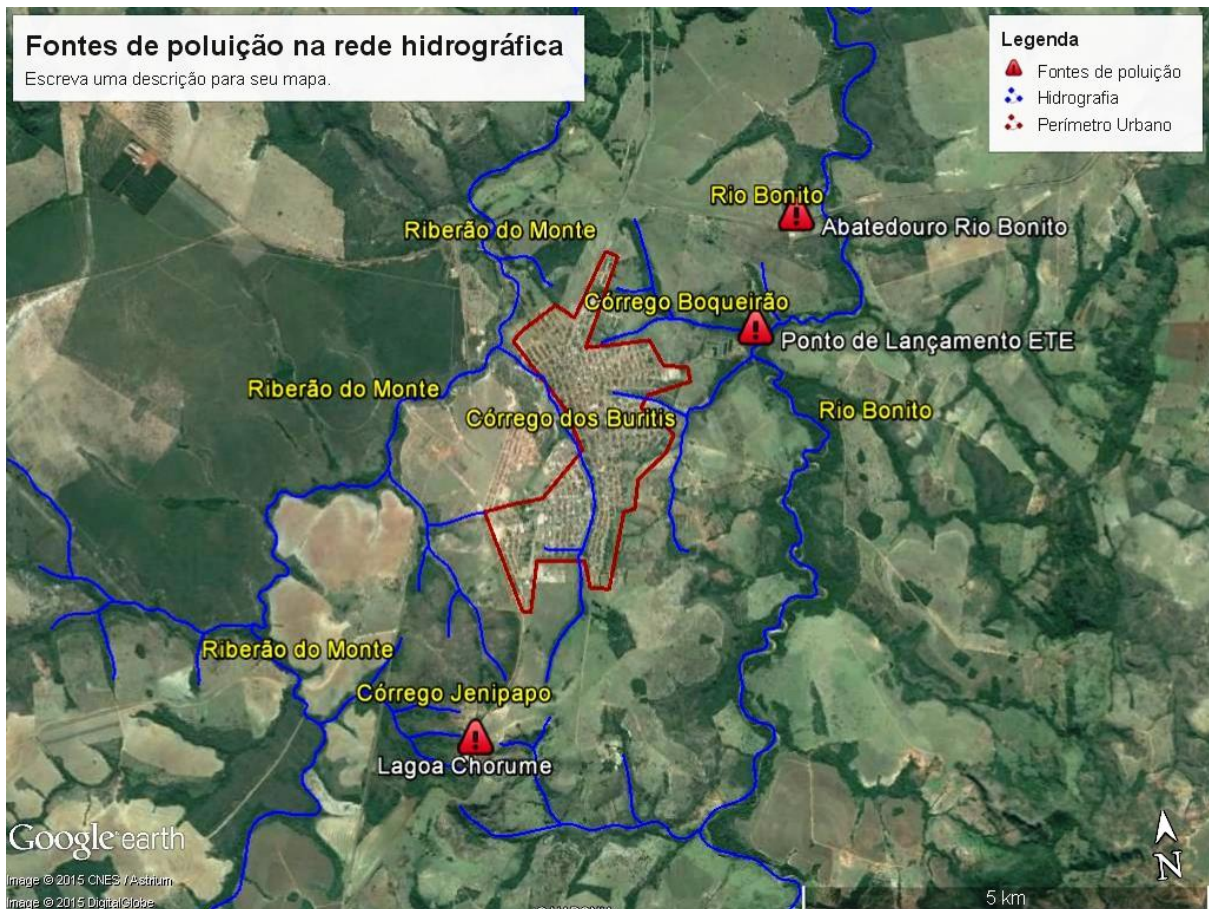 Fontes de poluição na rede hidrográfica
Escreva uma descrição para seu mapa.
Legenda
Fontes de poluição
Hidrografia
Perímetro Urbano
Rio Bonito
Abatedouro Rio Bonito
Riberão do Monte
Córrego Boqueirão
Ponto de Lançamento ETE
Riberão do Monte
Córrego dos Buritis
Rio Bonito
Riberão do Monte
Córrego Jenipapo
Lagoa Chorume
Google earth
N
Image © 2015 CNES / Astrium
5 km
Image © 2015 DigitalGlobe